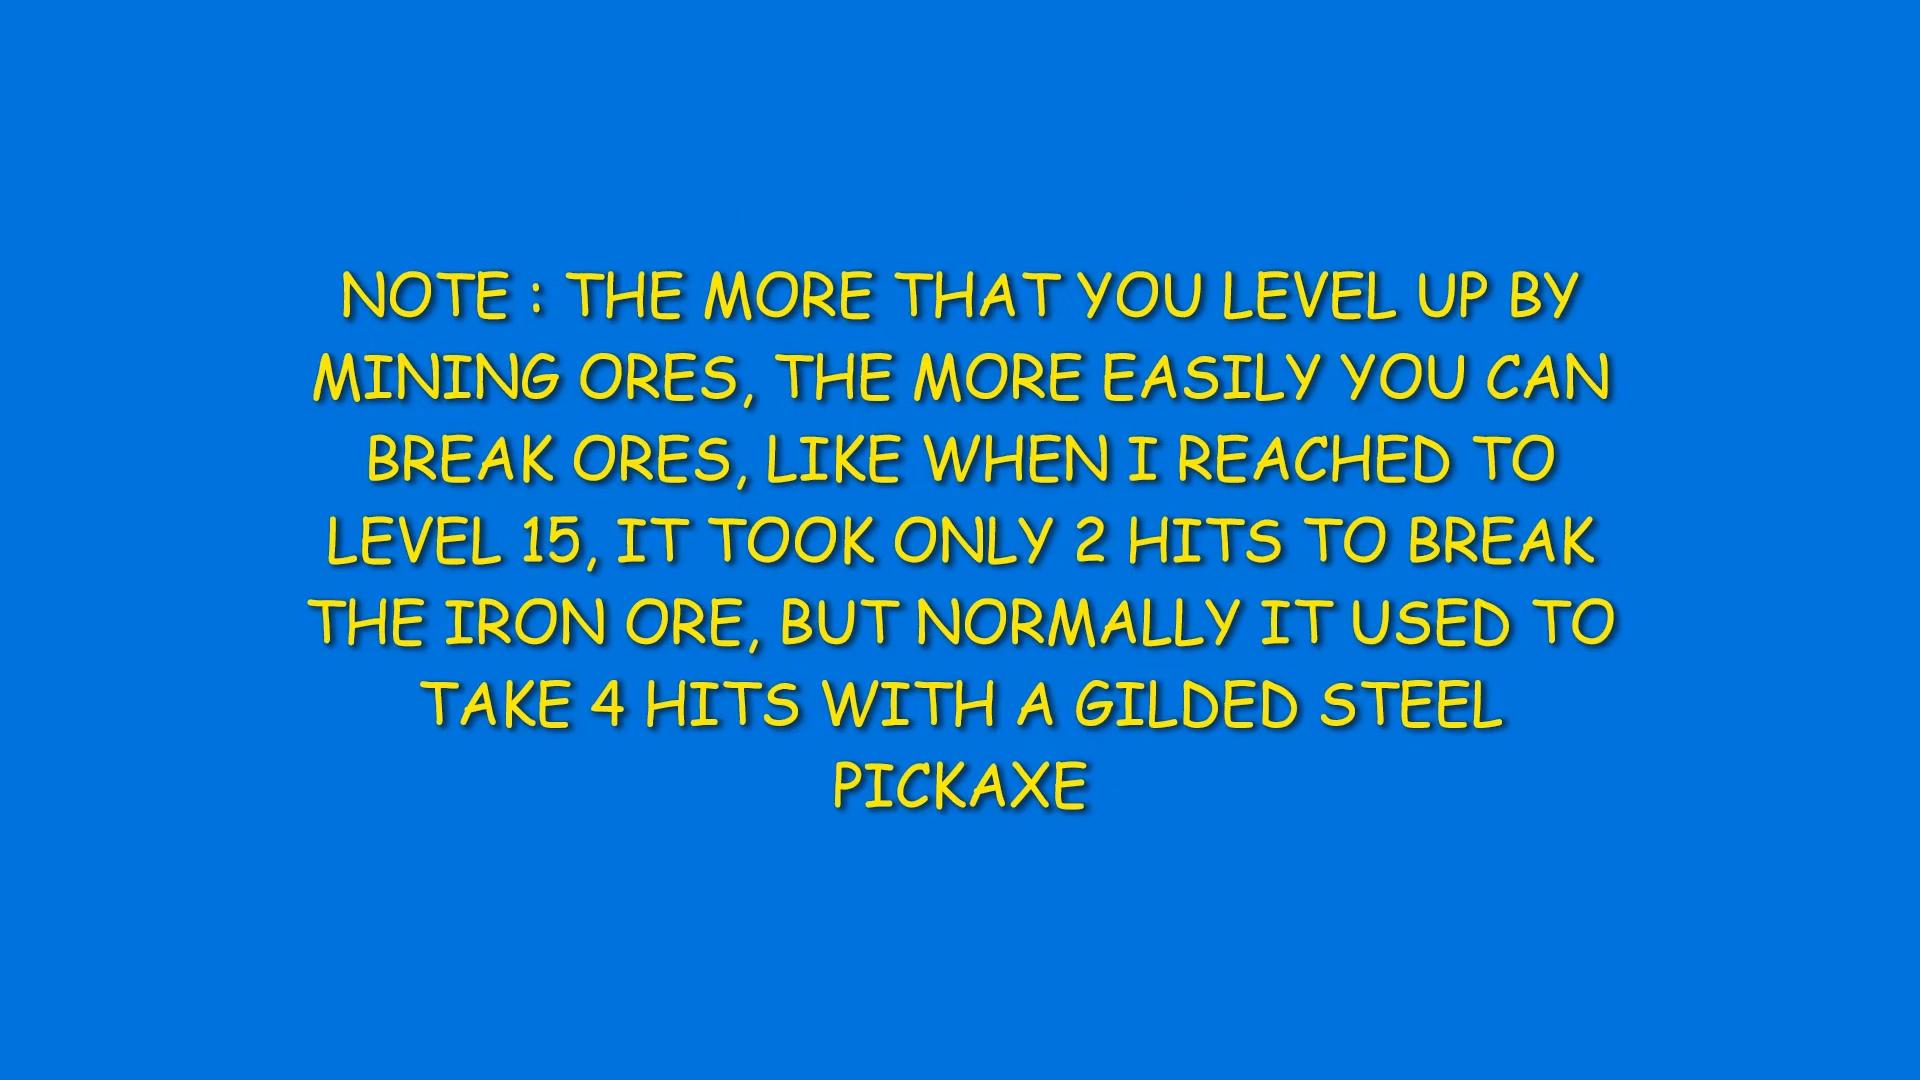 NOTE : THE MORE THAT YOU LEVEL UP BY
MINING ORES, THE MORE EASILY YOU CAN
BREAK ORES, LIKE WHEN I REACHED TO
LEVEL 15, IT TOOK ONLY 2 HITS TO BREAK
THE IRON ORE, BUT NORMALLY IT USED TO
TAKE 4 HITS WITH A GILDED STEEL
PICKAXE